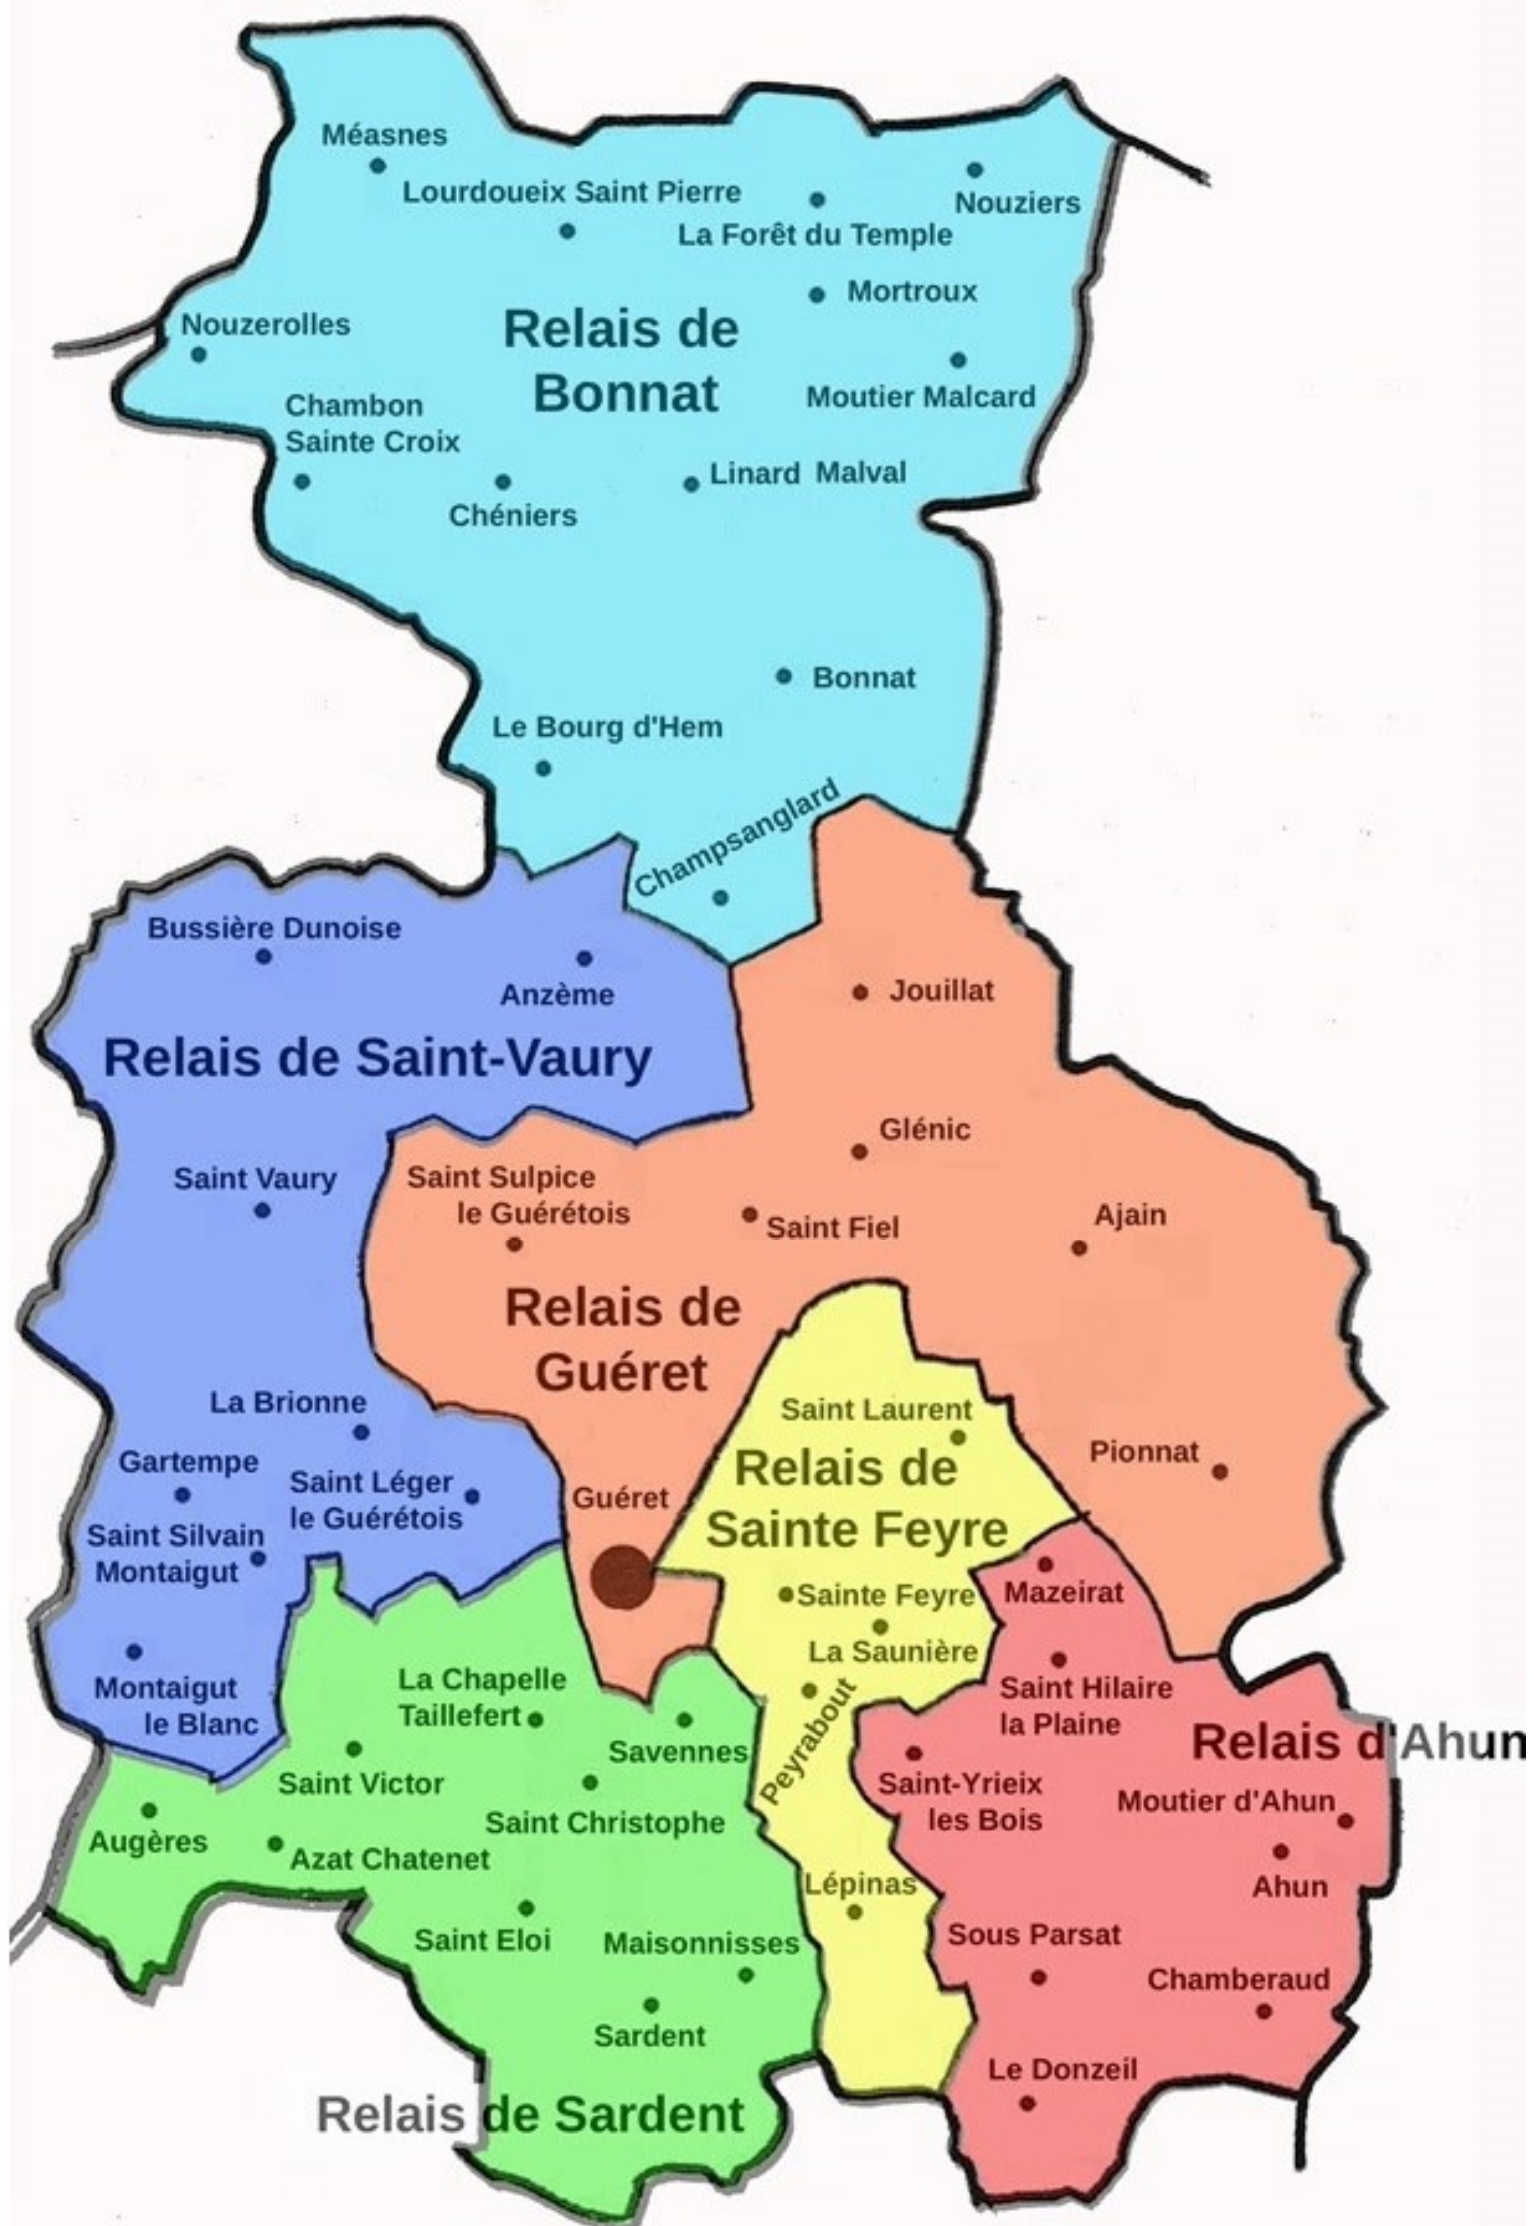 Méasnes
Lourdoueix Saint Pierre
Nouziers
La Forêt du Temple
Mortroux
Nouzerolles
Relais de
Bonnat
Moutier Malcard
Chambon
Sainte Croix
Linard Malval
Chéniers
Bonnat
Le Bourg d'Hem
Champsanglard
Bussière Dunoise
Anzème
Jouillat
Relais de Saint-Vaury
Glénic
Saint Vaury
Saint Sulpice
le Guérétois
Saint Fiel
Ajain
Relais de
Guéret
La Brionne
Saint Laurent
Gartempe
Saint Léger
le Guérétois
Guéret
Relais de
Sainte Feyre
Pionnat
Saint Silvain
Montaigut
Sainte Feyre
Mazeirat
La Saunière
Montaigut
le Blanc
La Chapelle
Taillefert
Peyrabout
Saint Hilaire
la Plaine
Relais d'Ahun
Savennes
Saint Victor
Saint-Yrieix
les Bois
Moutier d'Ahun
Saint Christophe
Augères
Azat Chatenet
Lépinas
Ahun
Saint Eloi
Maisonnisses
Sous Parsat
Chamberaud
Sardent
Le Donzeil
Relais de Sardent